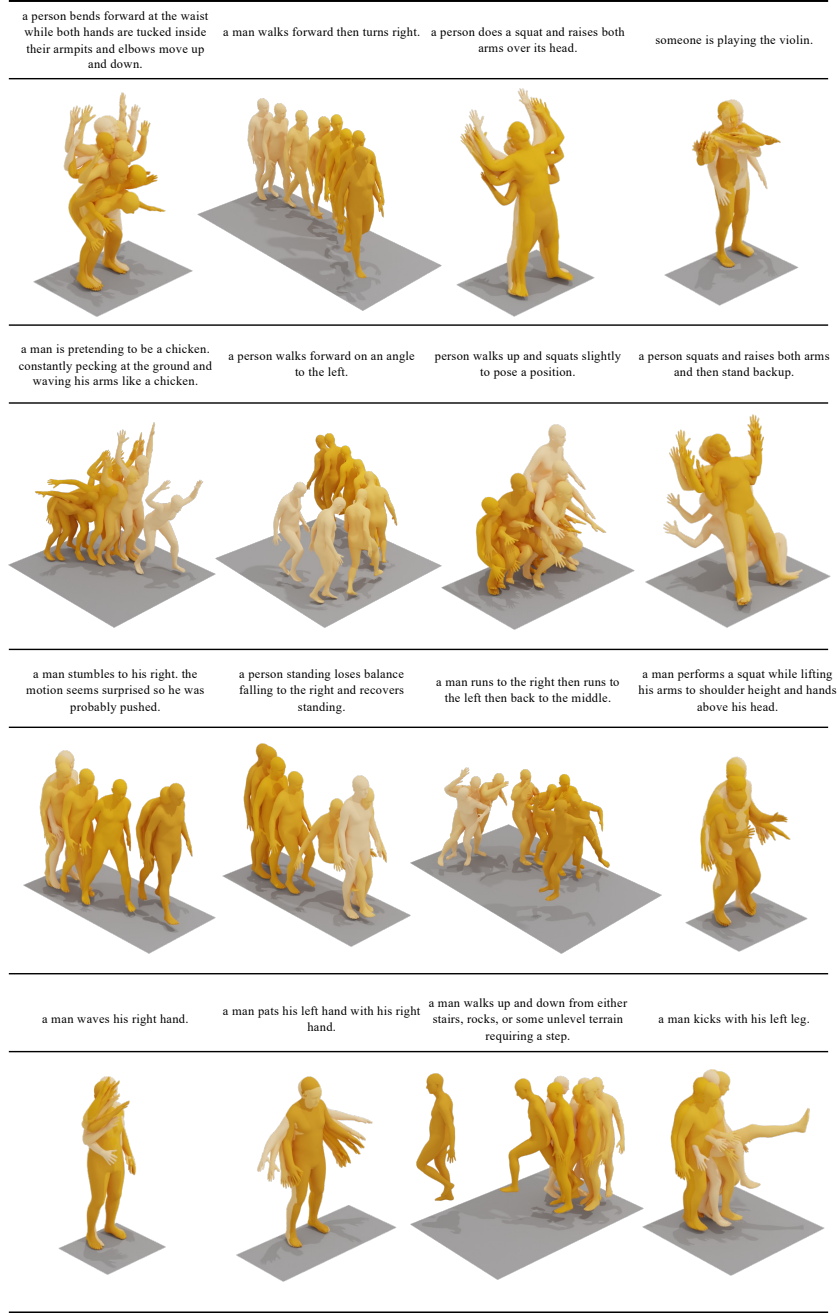 a person bends forward at the waist
while both hands are tucked inside
their armpits and elbows move up
and down.
a man walks forward then turns right.
a person does a squat and raises both
arms over its head.
someone is playing the violin.
a man is pretending to be a chicken.
constantly pecking at the ground and
waving his arms like a chicken.
a person walks forward on an angle
to the left.
person walks up and squats slightly
to pose a position.
a person squats and raises both arms
and then stand backup.
a man stumbles to his right. the
motion seems surprised so he was
probably pushed.
a person standing loses balance
falling to the right and recovers
standing.
a man runs to the right then runs to
the left then back to the middle.
a man performs a squat while lifting
his arms to shoulder height and hands
above his head.
a man waves his right hand.
a man pats his left hand with his right
hand.
a man walks up and down from either
stairs, rocks, or some unlevel terrain
requiring a step.
a man kicks with his left leg.